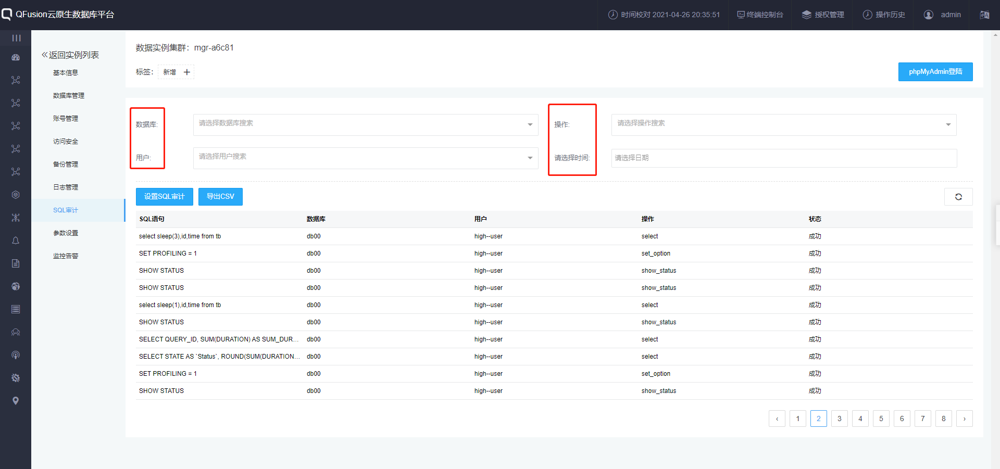 QFusion云原生数据库平台
时间校对 2021-04-26 20:35:51
终端控制台
授权管理
操作历史
admin
返回实例列表
基本信息
数据库管理
账号管理
访问安全
备份管理
日志管理
SQL审计
参数设置
监控告警
数据实例集群：mgr-a6c81
标签： 新增 +
phpMyAdmin登陆
数据库: 请选择数据库搜索
操作: 请选择操作搜索
用户: 请选择用户搜索
请选择时间: 请选择日期
设置SQL审计 导出CSV
SQL语句 数据库 用户 操作 状态
select sleep(3),id,time from tb db00 high--user select 成功
SET PROFILING = 1 db00 high--user set_option 成功
SHOW STATUS db00 high--user show_status 成功
SHOW STATUS db00 high--user show_status 成功
select sleep(1),id,time from tb db00 high--user select 成功
SHOW STATUS db00 high--user show_status 成功
SELECT QUERY_ID, SUM(DURATION) AS SUM_DUR... db00 high--user select 成功
SELECT STATE AS `Status`, ROUND(SUM(DURATION... db00 high--user select 成功
SET PROFILING = 1 db00 high--user set_option 成功
SHOW STATUS db00 high--user show_status 成功
‹ 1 2 3 4 5 6 7 8 ›